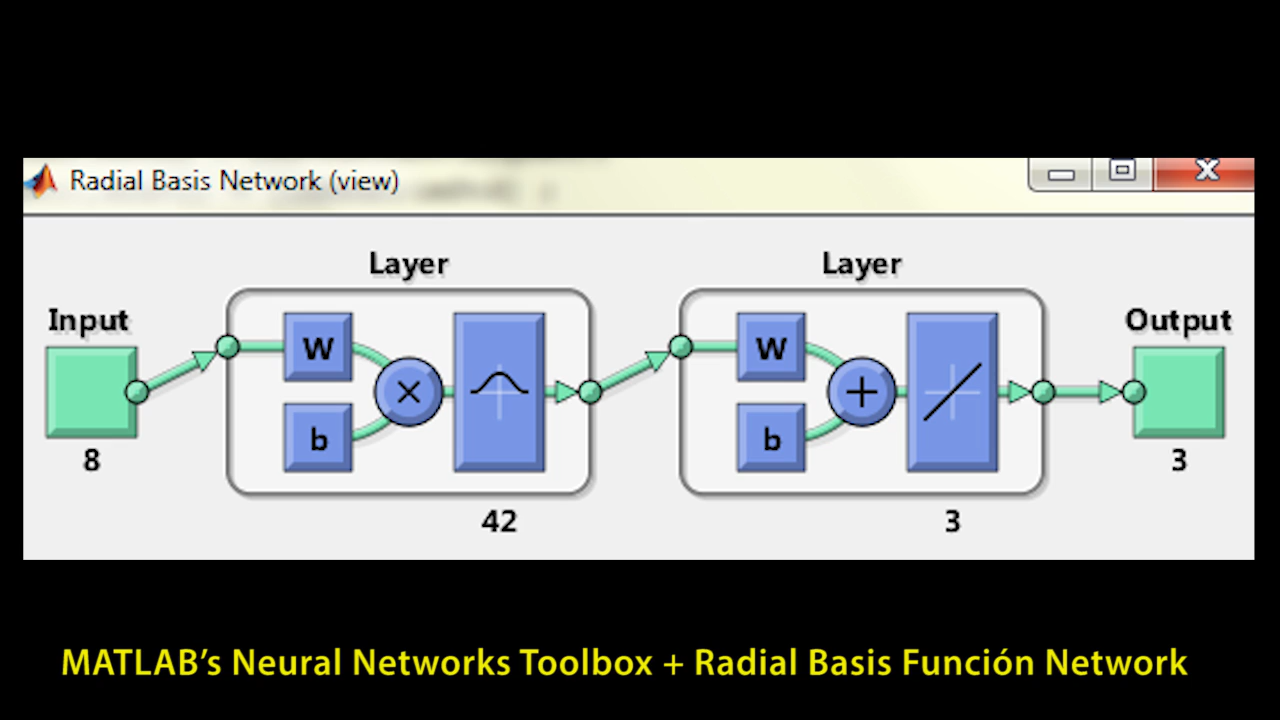 Radial Basis Network (view)
Layer
Layer
Input
Output
W
W
b
b
8
3
42
3
MATLAB’s Neural Networks Toolbox + Radial Basis Función Network